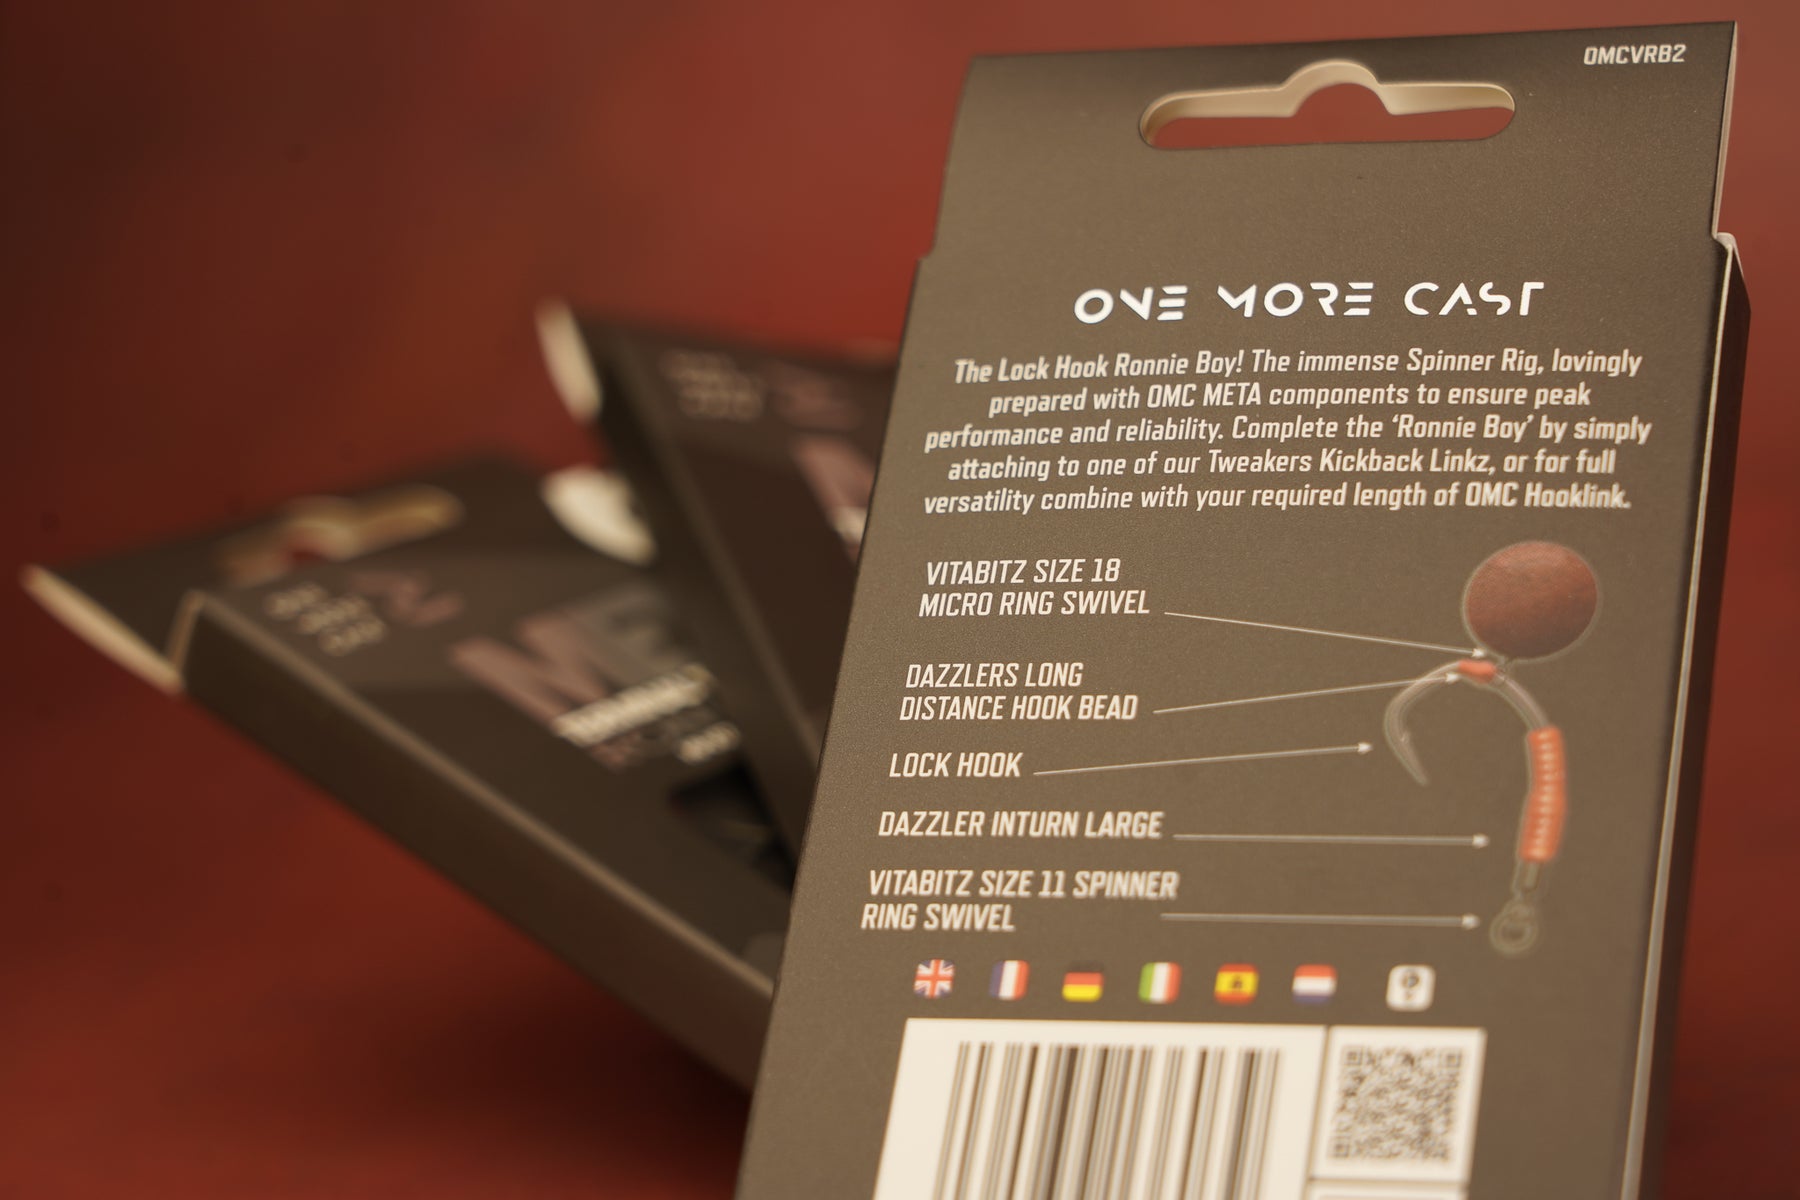 OMCVRB2
ONE MORE CAST
The Lock Hook Ronnie Boy! The immense Spinner Rig, lovingly
prepared with OMC META components to ensure peak
performance and reliability. Complete the ‘Ronnie Boy’ by simply
attaching to one of our Tweakers Kickback Linkz, or for full
versatility combine with your required length of OMC Hooklink.
VITABITZ SIZE 18
MICRO RING SWIVEL
DAZZLERS LONG
DISTANCE HOOK BEAD
LOCK HOOK
DAZZLER INTURN LARGE
VITABITZ SIZE 11 SPINNER
RING SWIVEL